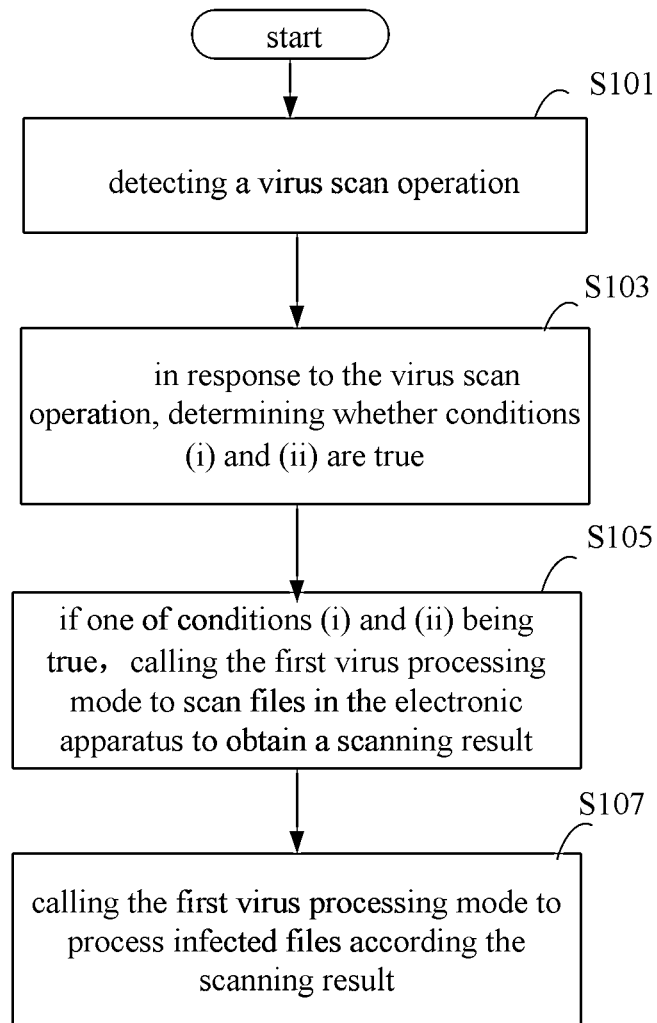 start
S101
detecting a virus scan operation
S103
in response to the virus scan
operation, determining whether conditions
(i) and (ii) are true
S105
if one of conditions (i) and (ii) being
true， calling the first virus processing
mode to scan files in the electronic
apparatus to obtain a scanning result
S107
calling the first virus processing mode to
process infected files according the
scanning result